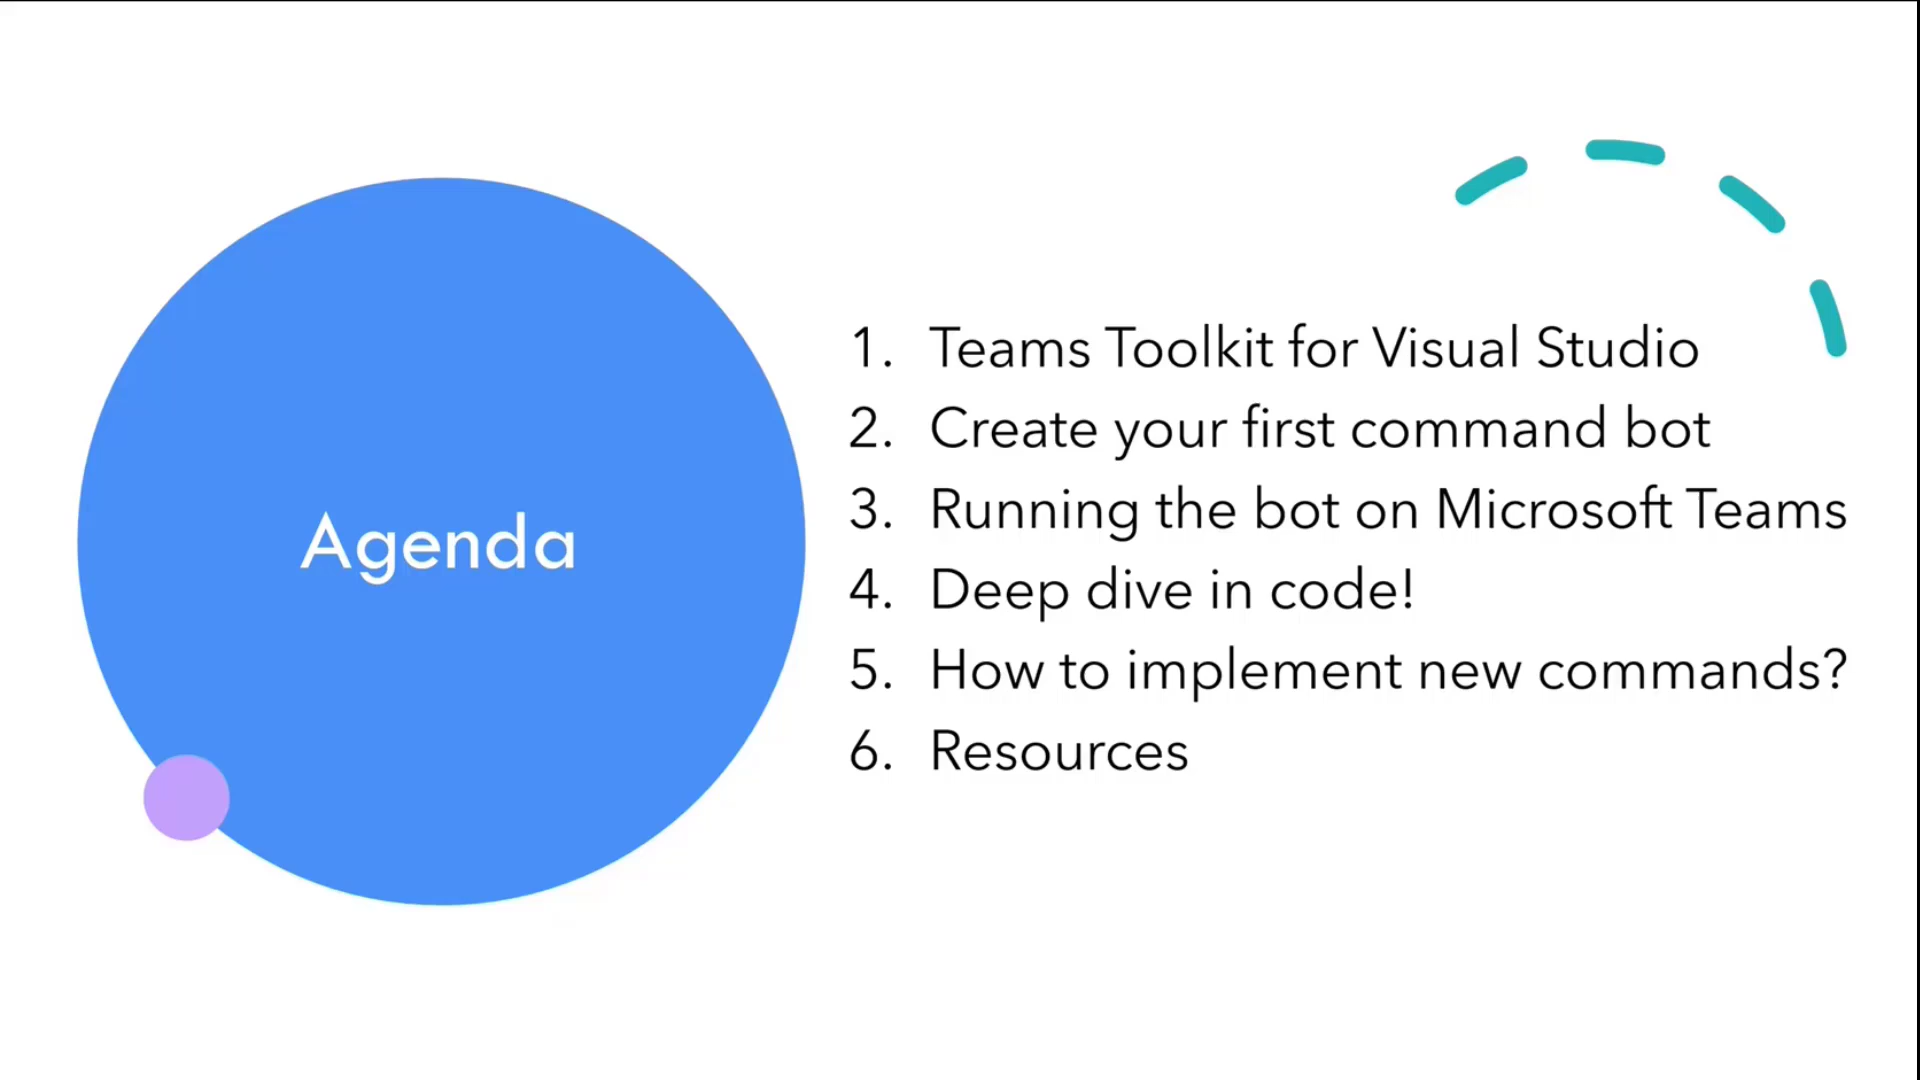 Agenda
1. Teams Toolkit for Visual Studio
2. Create your first command bot
3. Running the bot on Microsoft Teams
4. Deep dive in code!
5. How to implement new commands?
6. Resources